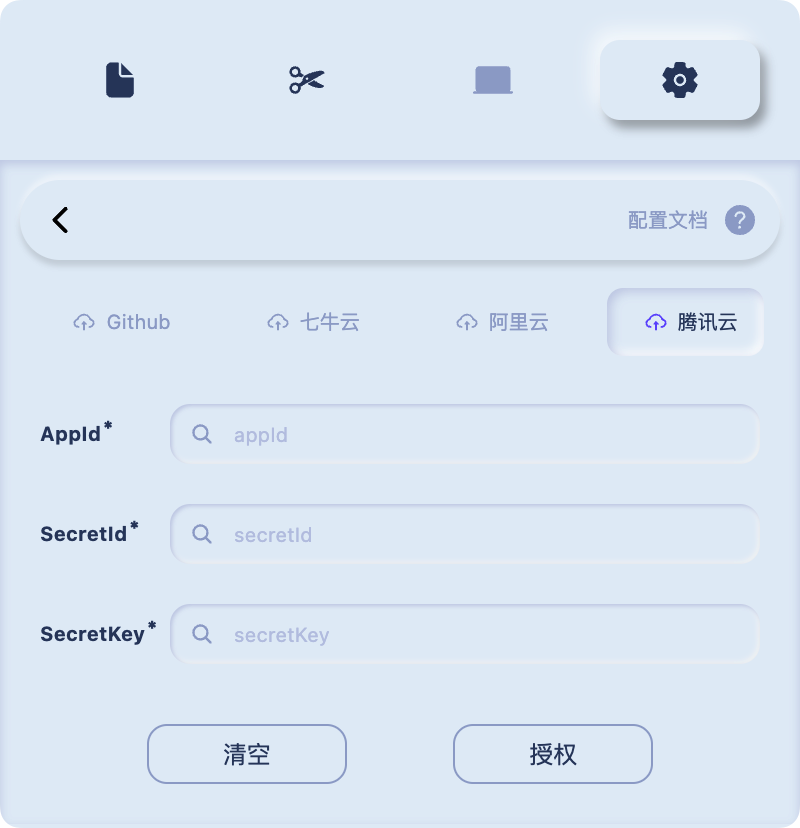 配置文档 ?
Github 七牛云 阿里云 腾讯云
AppId* appId
SecretId* secretId
SecretKey* secretKey
清空 授权